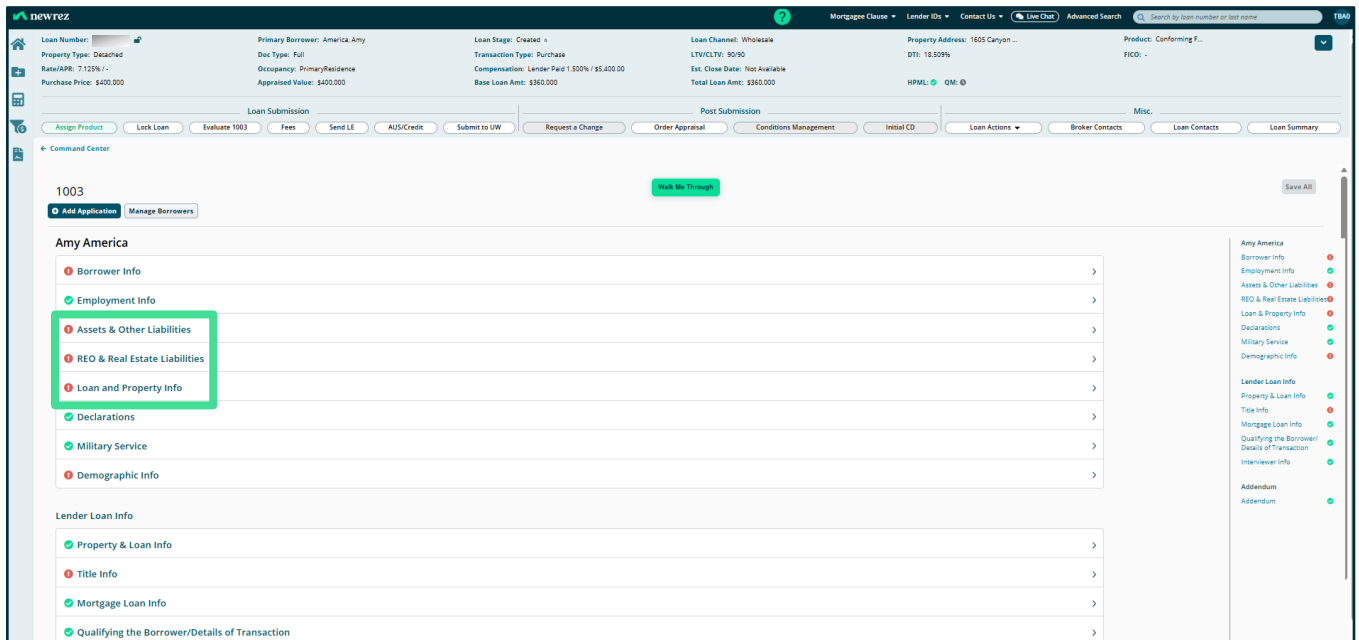 newrez
? Mortgagee Clause Lender IDs Contact Us Live Chat Advanced Search Search by loan number or last name TBA0
Loan Number: Primary Borrower: America, Amy Loan Stage: Created Loan Channel: Wholesale Property Address: 1605 Canyon ... Product: Conforming F...
Property Type: Detached Doc Type: Full Transaction Type: Purchase LTV/CLTV: 90/90 DTI: 18.509% FICO: -
Rate/APR: 7.125% / - Occupancy: PrimaryResidence Compensation: Lender Paid 1.500% / $5,400.00 Est. Close Date: Not Available
Purchase Price: $400,000 Appraised Value: $400,000 Base Loan Amt: $360,000 Total Loan Amt: $360,000 HPML: QM:
Loan Submission Post Submission Misc.
Assign Product Lock Loan Evaluate 1003 Fees Send LE AUS/Credit Submit to UW Request a Change Order Appraisal Conditions Management Initial CD Loan Actions Broker Contacts Loan Contacts Loan Summary
← Command Center
1003 Walk Me Through Save All
Add Application Manage Borrowers
Amy America
Borrower Info
Employment Info
Assets & Other Liabilities
REO & Real Estate Liabilities
Loan and Property Info
Declarations
Military Service
Demographic Info
Lender Loan Info
Property & Loan Info
Title Info
Mortgage Loan Info
Qualifying the Borrower/Details of Transaction
Amy America
Borrower Info
Employment Info
Assets & Other Liabilities
REO & Real Estate Liabilities
Loan & Property Info
Declarations
Military Service
Demographic Info
Lender Loan Info
Property & Loan Info
Title Info
Mortgage Loan Info
Qualifying the Borrower/
Details of Transaction
Interviewer Info
Addendum
Addendum